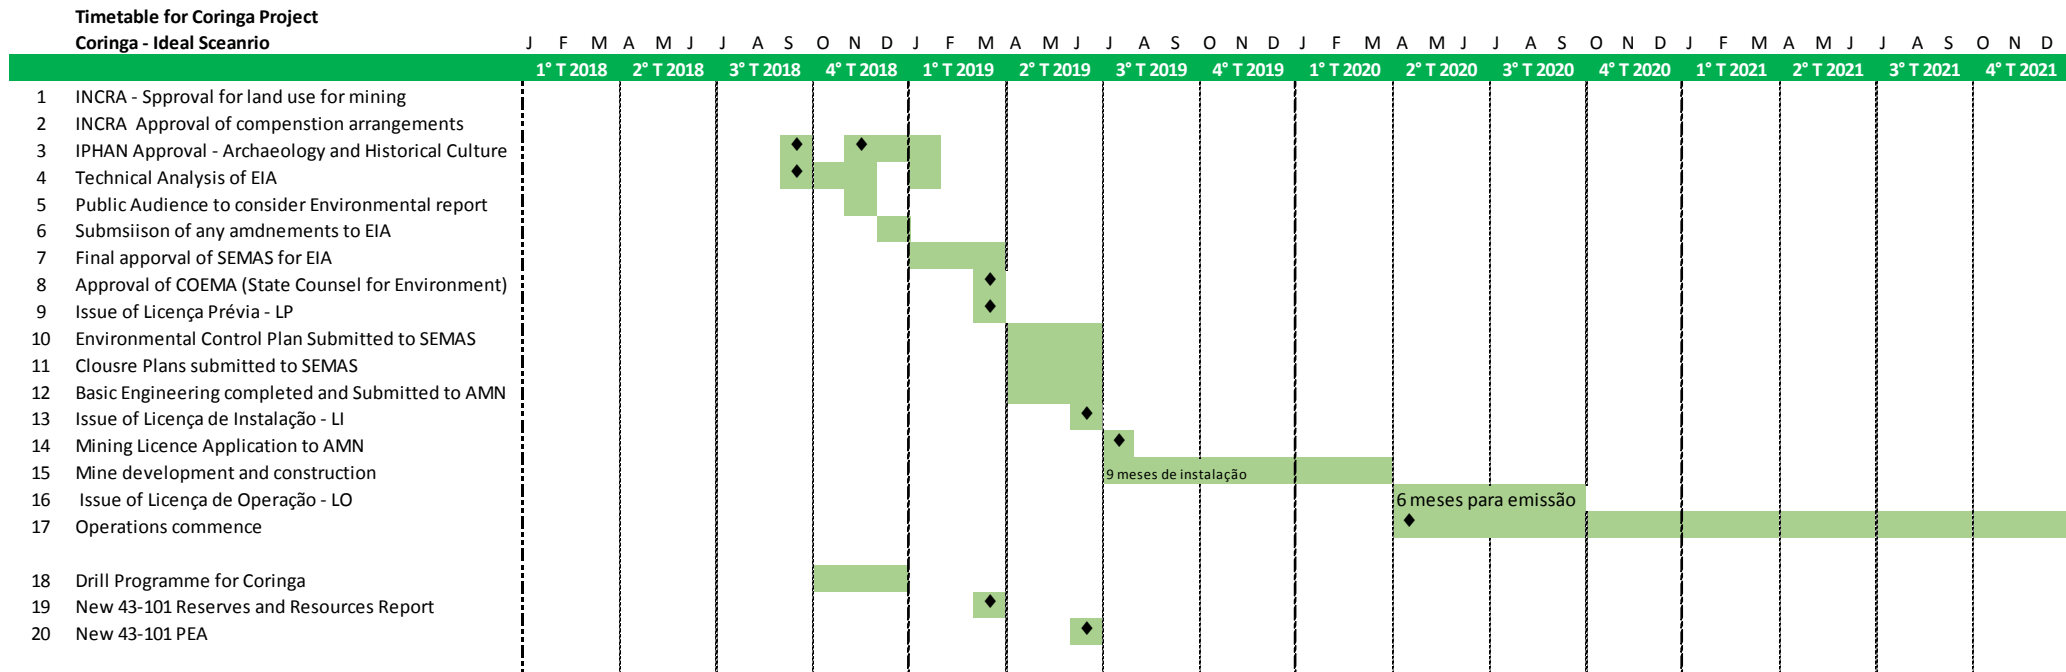 Timetable for Coringa Project
Coringa - Ideal Sceanrio J F M A M J J A S O N D J F M A M J J A S O N D J F M A M J J A S O N D J F M A M J J A S O N D
1° T 2018 2° T 2018 3° T 2018 4° T 2018 1° T 2019 2° T 2019 3° T 2019 4° T 2019 1° T 2020 2° T 2020 3° T 2020 4° T 2020 1° T 2021 2° T 2021 3° T 2021 4° T 2021
1 INCRA - Spproval for land use for mining
2 INCRA Approval of compenstion arrangements
3 IPHAN Approval - Archaeology and Historical Culture
4 Technical Analysis of EIA
5 Public Audience to consider Environmental report
6 Submsiison of any amdnements to EIA
7 Final apporval of SEMAS for EIA
8 Approval of COEMA (State Counsel for Environment)
9 Issue of Licença Prévia - LP
10 Environmental Control Plan Submitted to SEMAS
11 Clousre Plans submitted to SEMAS
12 Basic Engineering completed and Submitted to AMN
13 Issue of Licença de Instalação - LI
14 Mining Licence Application to AMN
15 Mine development and construction 9 meses de instalação
16 Issue of Licença de Operação - LO 6 meses para emissão
17 Operations commence
18 Drill Programme for Coringa
19 New 43-101 Reserves and Resources Report
20 New 43-101 PEA